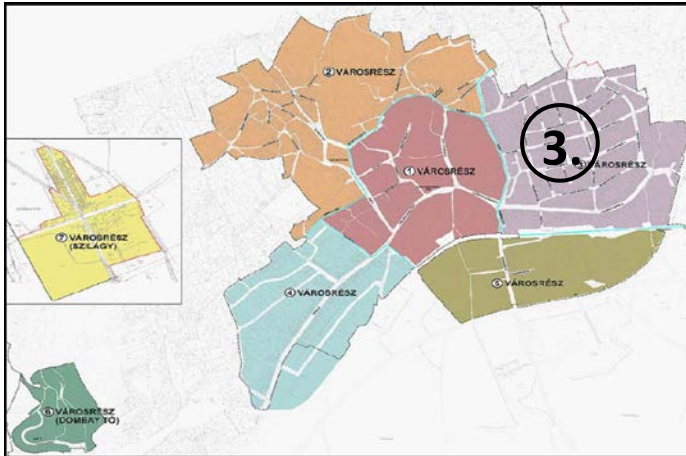 ② VÁROSRÉSZ
① VÁROSRÉSZ
3.
VÁROSRÉSZ
⑦ VÁROSRÉSZ
(SZILÁGY)
④ VÁROSRÉSZ
⑤ VÁROSRÉSZ
⑥ VÁROSRÉSZ
(DOMBAY TÓ)